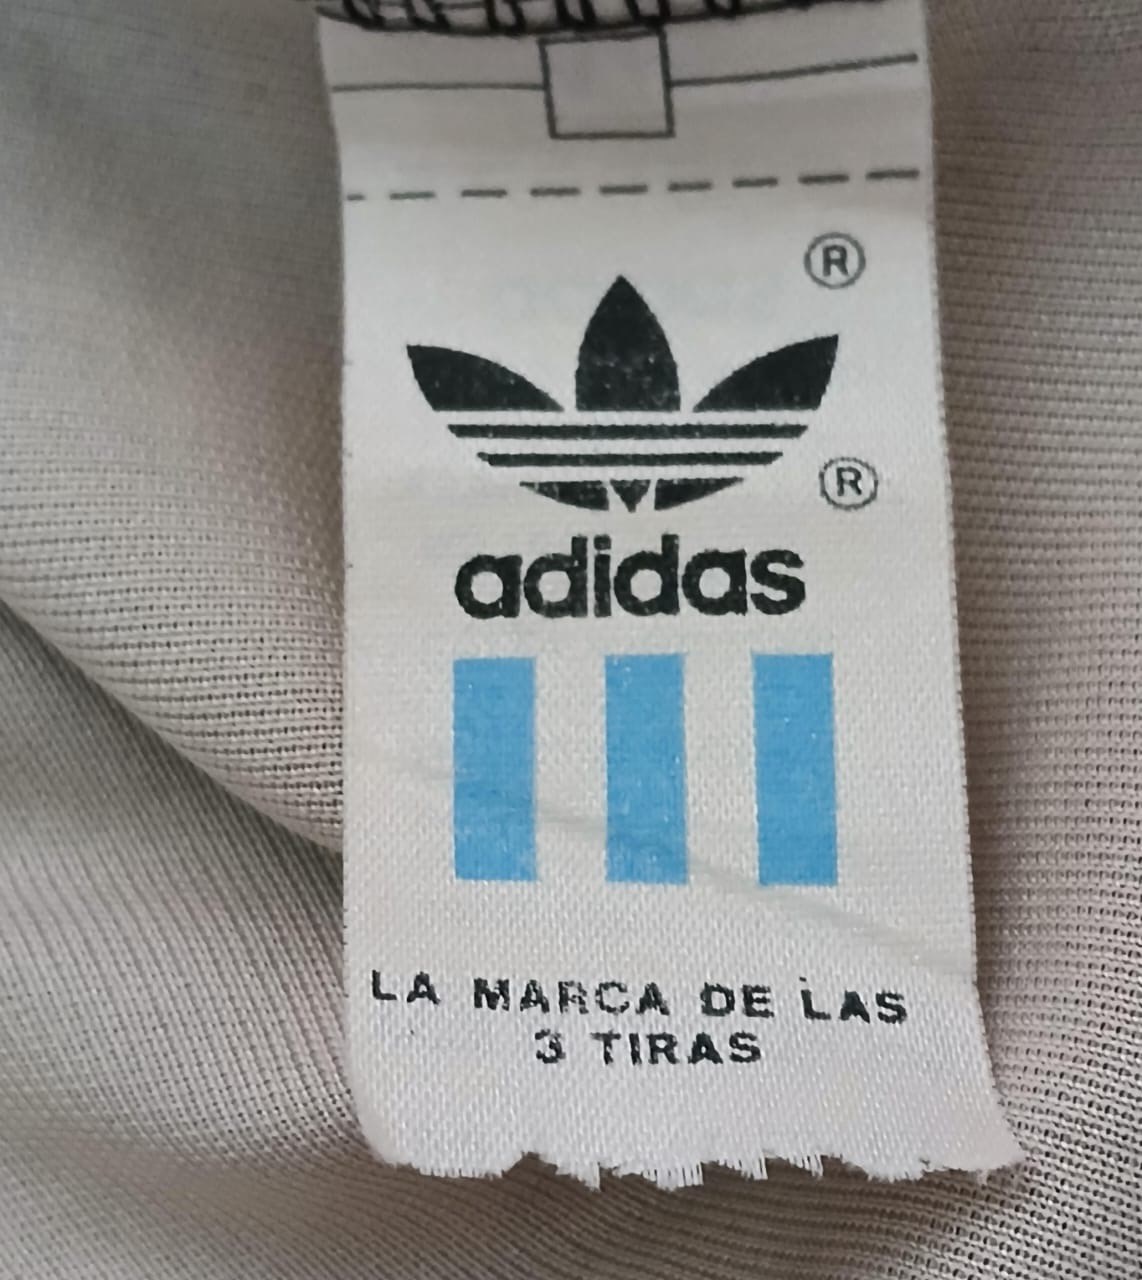 ®
®
adidas
LA MARCA DE LAS
3 TIRAS